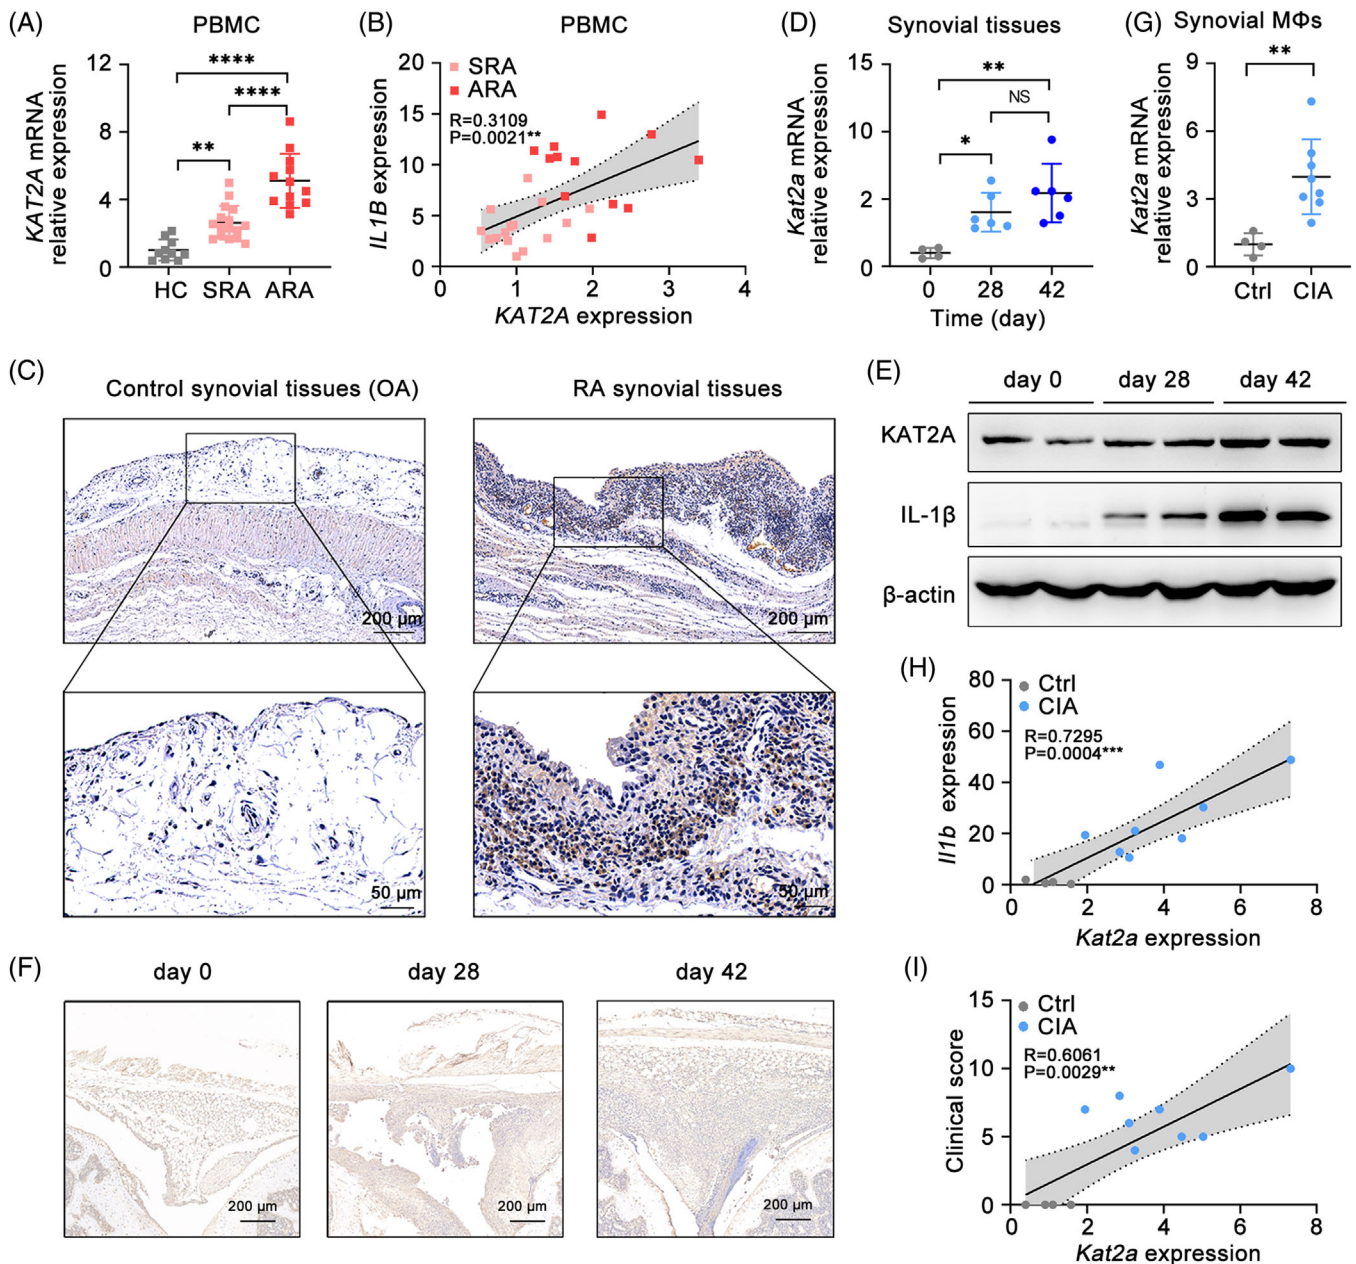 (A)
PBMC
KAT2A mRNA
relative expression
12
8
4
0
****
****
**
HC SRA ARA
(B)
PBMC
IL1B expression
20
15
10
5
0
SRA
ARA
R=0.3109
P=0.0021**
0 1 2 3 4
KAT2A expression
(D)
Synovial tissues
Kat2a mRNA
relative expression
15
10
2
0
**
NS
*
0 28 42
Time (day)
(G)
Synovial MΦs
Kat2a mRNA
relative expression
9
6
3
0
**
Ctrl CIA
(C)
Control synovial tissues (OA)
RA synovial tissues
200 µm
200 µm
50 µm
50 µm
(E)
day 0 day 28 day 42
KAT2A
IL-1β
β-actin
(H)
Il1b expression
80
60
40
20
0
Ctrl
CIA
R=0.7295
P=0.0004***
0 2 4 6 8
Kat2a expression
(F)
day 0
day 28
day 42
200 µm
200 µm
200 µm
(I)
Clinical score
15
10
5
0
Ctrl
CIA
R=0.6061
P=0.0029**
0 2 4 6 8
Kat2a expression